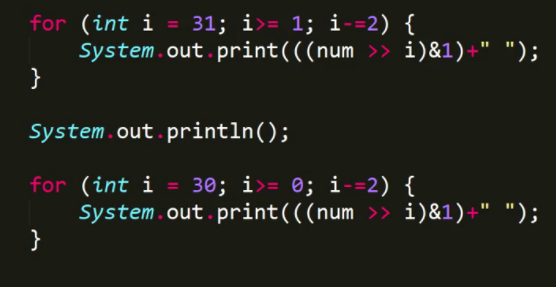 for (int i = 31; i>= 1; i-=2) {
    System.out.print(((num >> i)&1)+" ");
}

System.out.println();

for (int i = 30; i>= 0; i-=2) {
    System.out.print(((num >> i)&1)+" ");
}